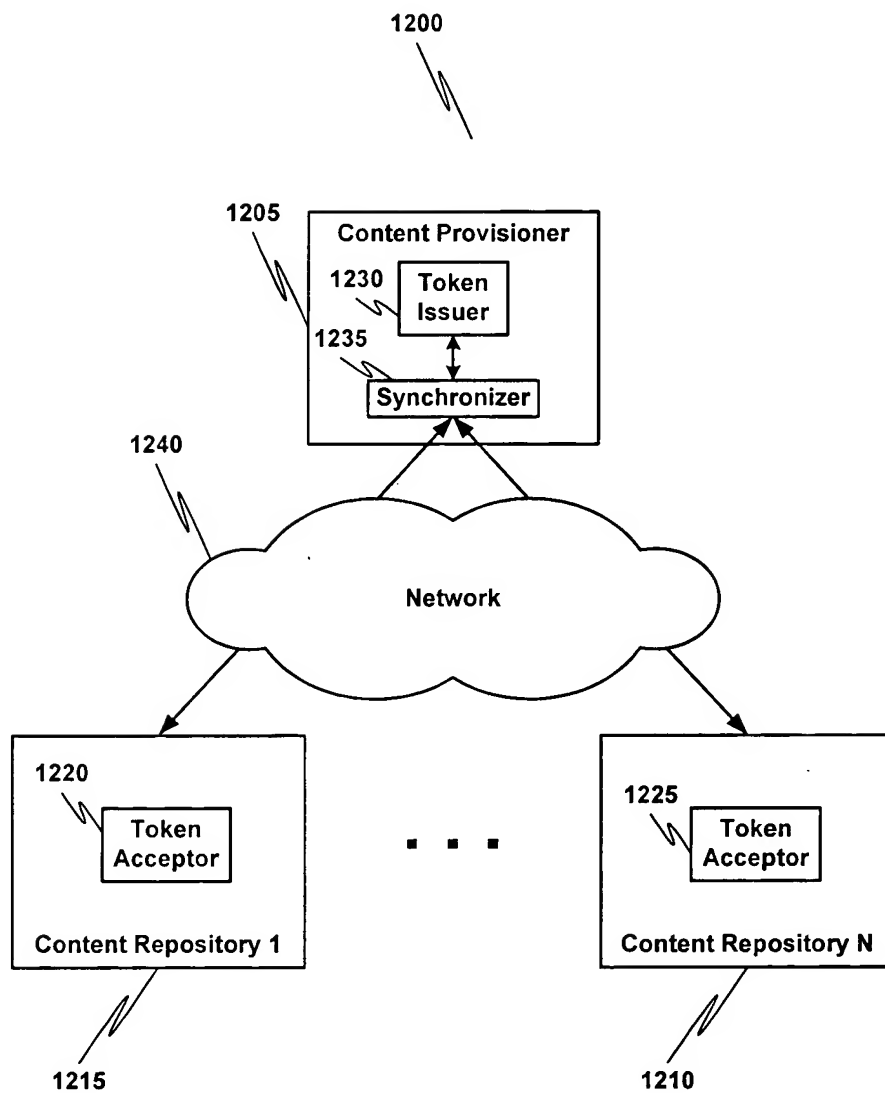 1200
1205
Content Provisioner
1230
Token
Issuer
1235
Synchronizer
1240
Network
1220
Token
Acceptor
Content Repository 1
1225
Token
Acceptor
Content Repository N
1215
1210